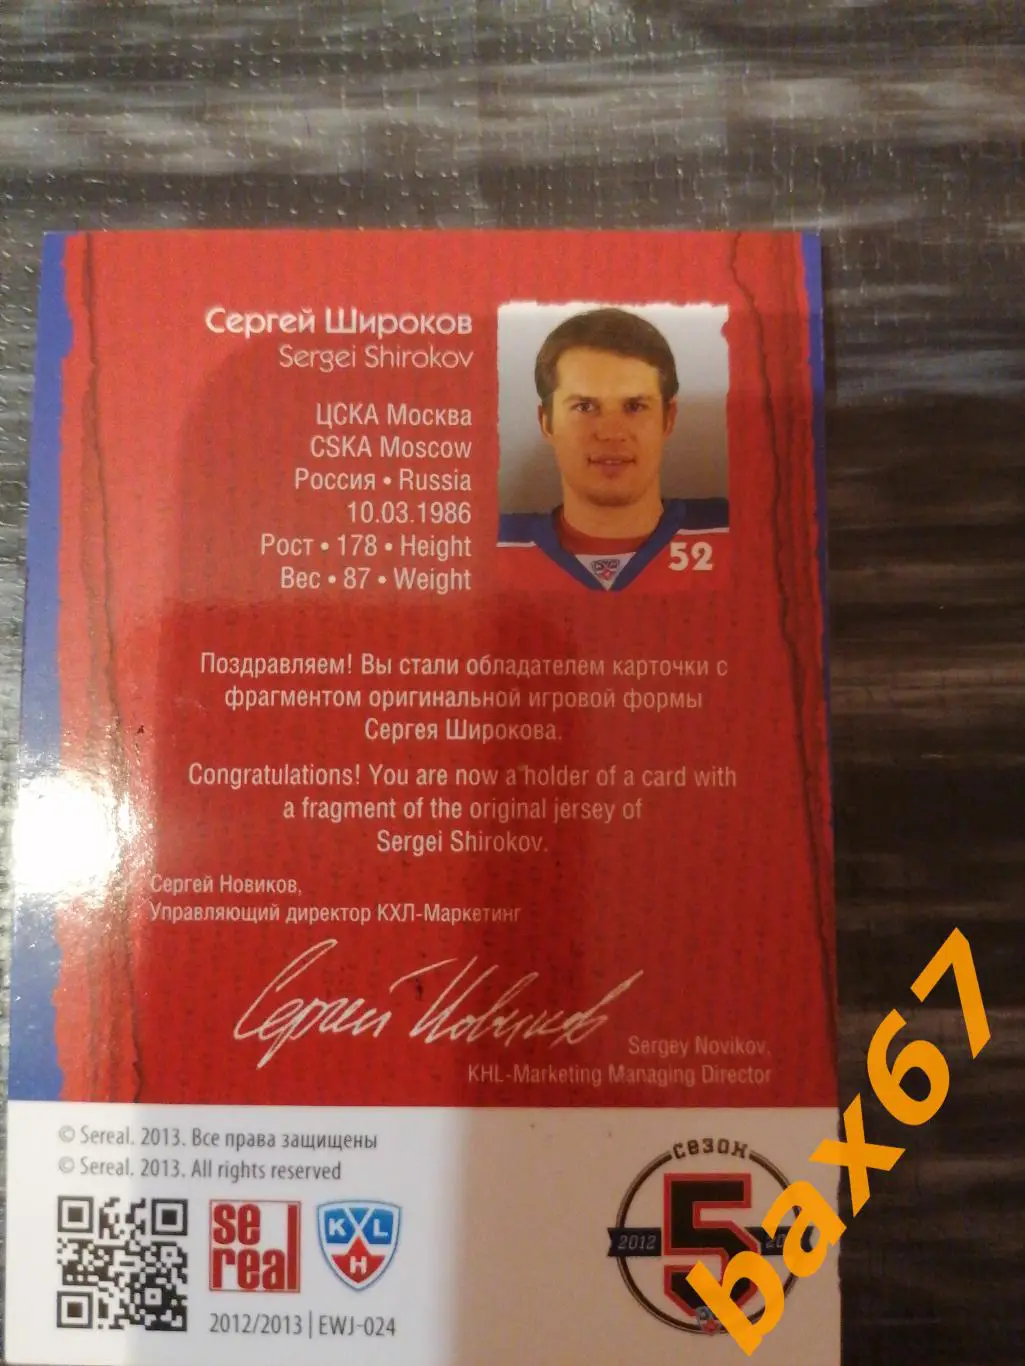 Сергей Широков
Sergei Shirokov
ЦСКА Москва
CSKA Moscow
Россия • Russia
10.03.1986
Рост • 178 • Height
Вес • 87 • Weight
52
Поздравляем! Вы стали обладателем карточки с
фрагментом оригинальной игровой формы
Сергея Широкова.
Congratulations! You are now a holder of a card with
a fragment of the original jersey of
Sergei Shirokov.
Сергей Новиков,
Управляющий директор КХЛ-Маркетинг
Сергей Новиков
Sergey Novikov,
KHL-Marketing Managing Director
© Sereal. 2013. Все права защищены
© Sereal. 2013. All rights reserved
se
real
KXL
H
2012/2013 | EWJ-024
сезон
5
2012
bax67